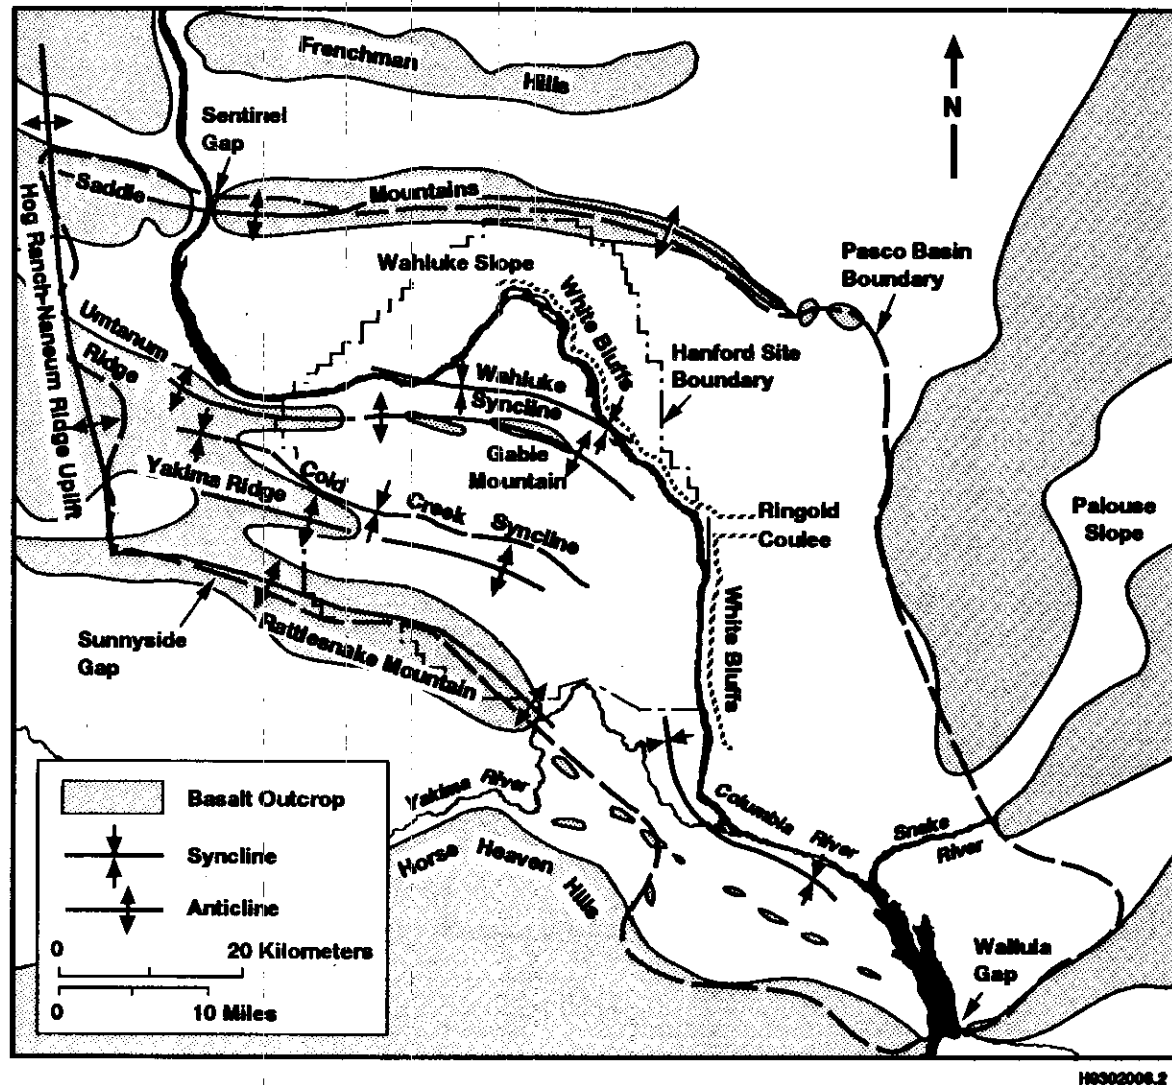 Frenchman
Hills
N
Sentinel
Gap
Saddle
Mountains
Hog Ranch-Naneum Ridge Uplift
Wahluke Slope
White Bluffs
Pasco Basin
Boundary
Umtanum
Ridge
Hanford Site
Boundary
Wahluke
Syncline
Gable
Mountain
Yakima Ridge
Cold
Creek
Syncline
Ringold
Coulee
Palouse
Slope
White Bluffs
Sunnyside
Gap
Rattlesnake Mountain
Yakima River
Columbia
River
Snake
River
Horse Heaven
Hills
Wallula
Gap
Basalt Outcrop
Syncline
Anticline
0 20 Kilometers
0 10 Miles
H9302006.2